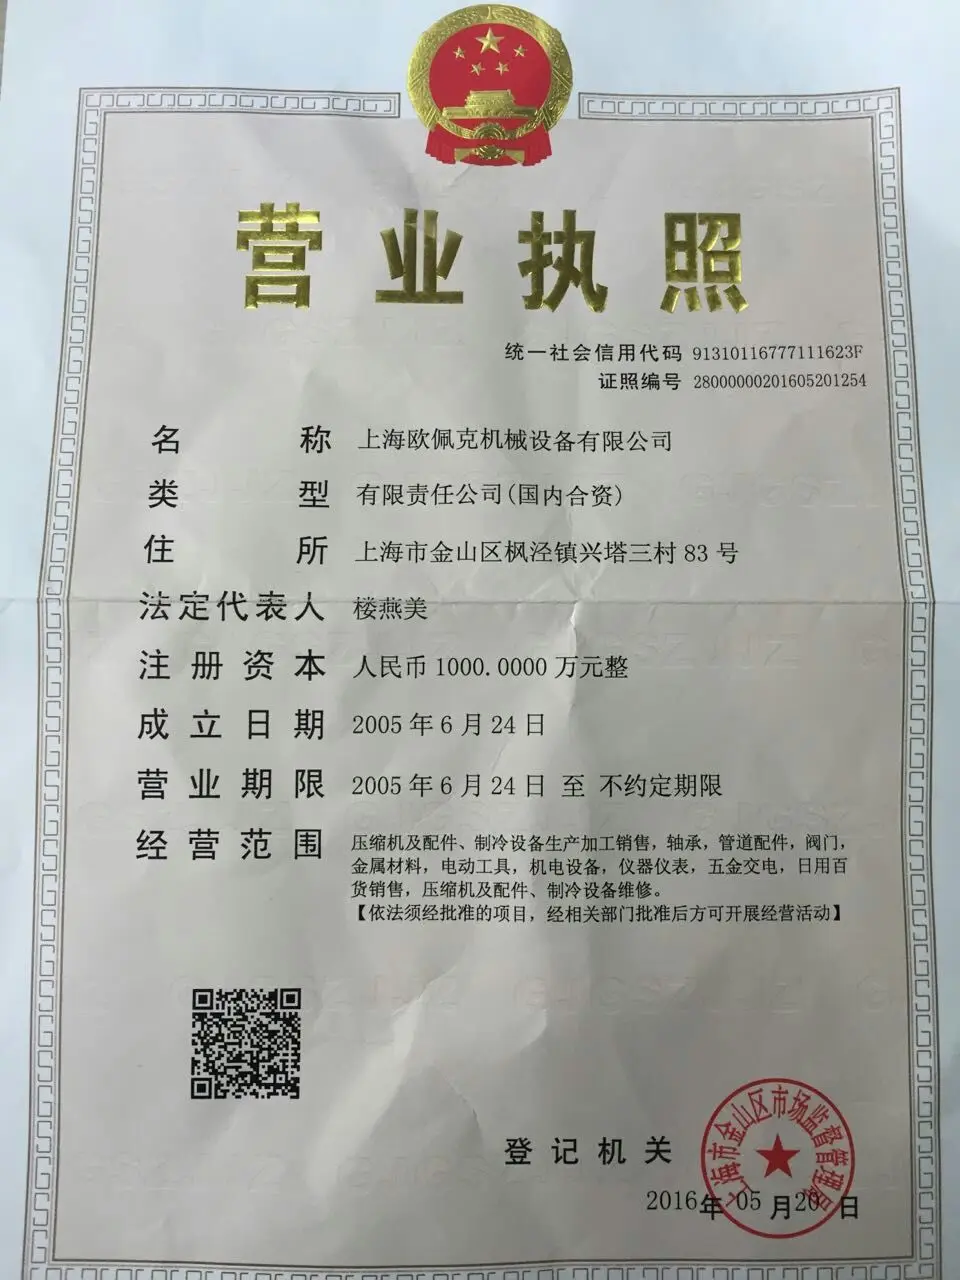 营业执照
统一社会信用代码 91310116777111623F
证照编号 28000000201605201254
名称 上海欧佩克机械设备有限公司
类型 有限责任公司(国内合资)
住所 上海市金山区枫泾镇兴塔三村83号
法定代表人 楼燕美
注册资本 人民币1000.0000万元整
成立日期 2005年6月24日
营业期限 2005年6月24日 至 不约定期限
经营范围 压缩机及配件、制冷设备生产加工销售，轴承，管道配件，阀门，
金属材料，电动工具，机电设备，仪器仪表，五金交电，日用百
货销售，压缩机及配件、制冷设备维修。
【依法须经批准的项目，经相关部门批准后方可开展经营活动】
登记机关
上海市金山区市场监督管理局
2016年05月20日